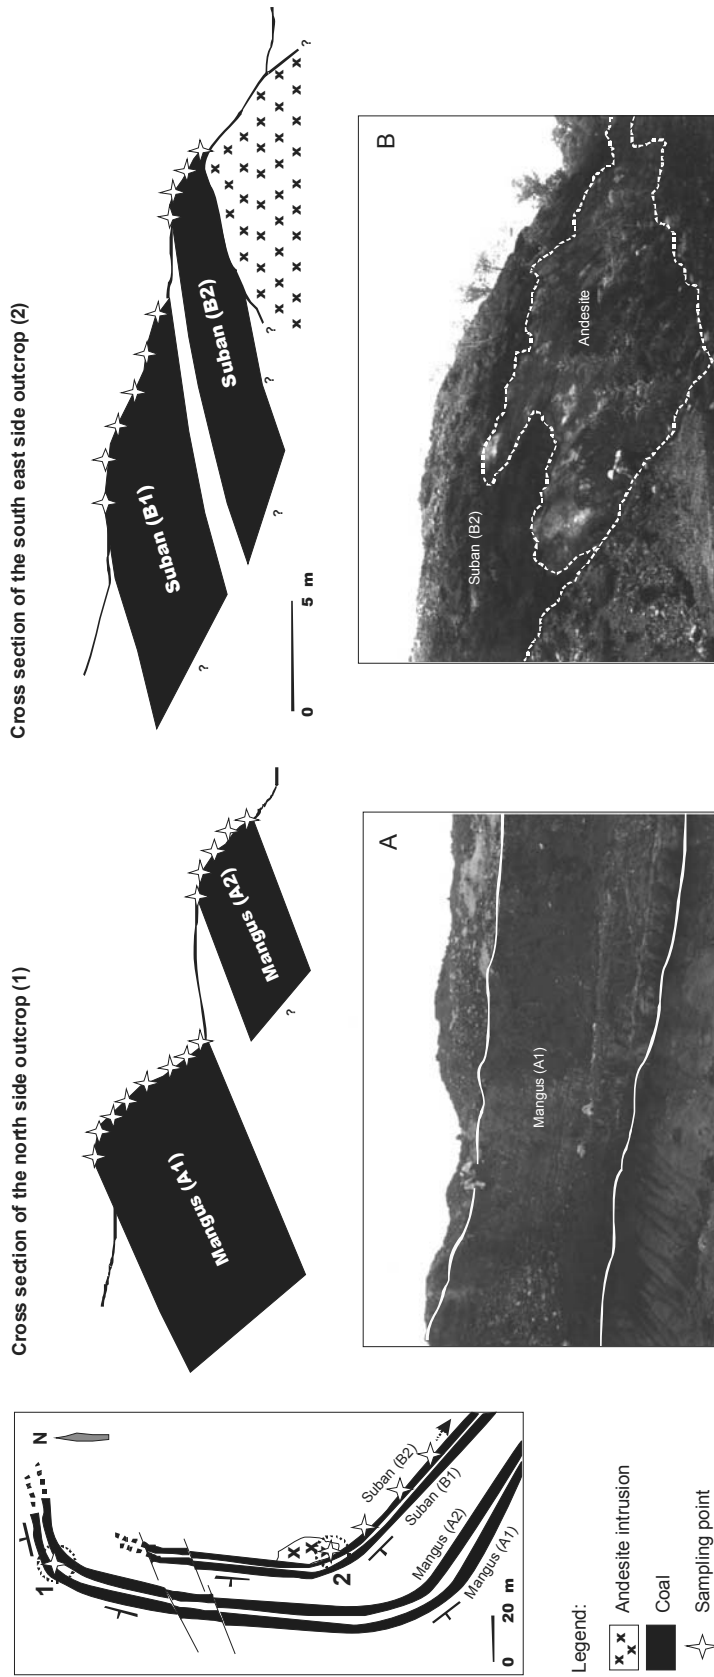 Cross section of the north side outcrop (1)
Mangus (A1)
Mangus (A2)
?
Cross section of the south east side outcrop (2)
Suban (B1)
Suban (B2)
?
?
?
?
?
0 5 m
N
1
2
Suban (B2)
Suban (B1)
Mangus (A2)
Mangus (A1)
0 20 m
A
Mangus (A1)
B
Suban (B2)
Andesite
Legend:
Andesite intrusion
Coal
Sampling point